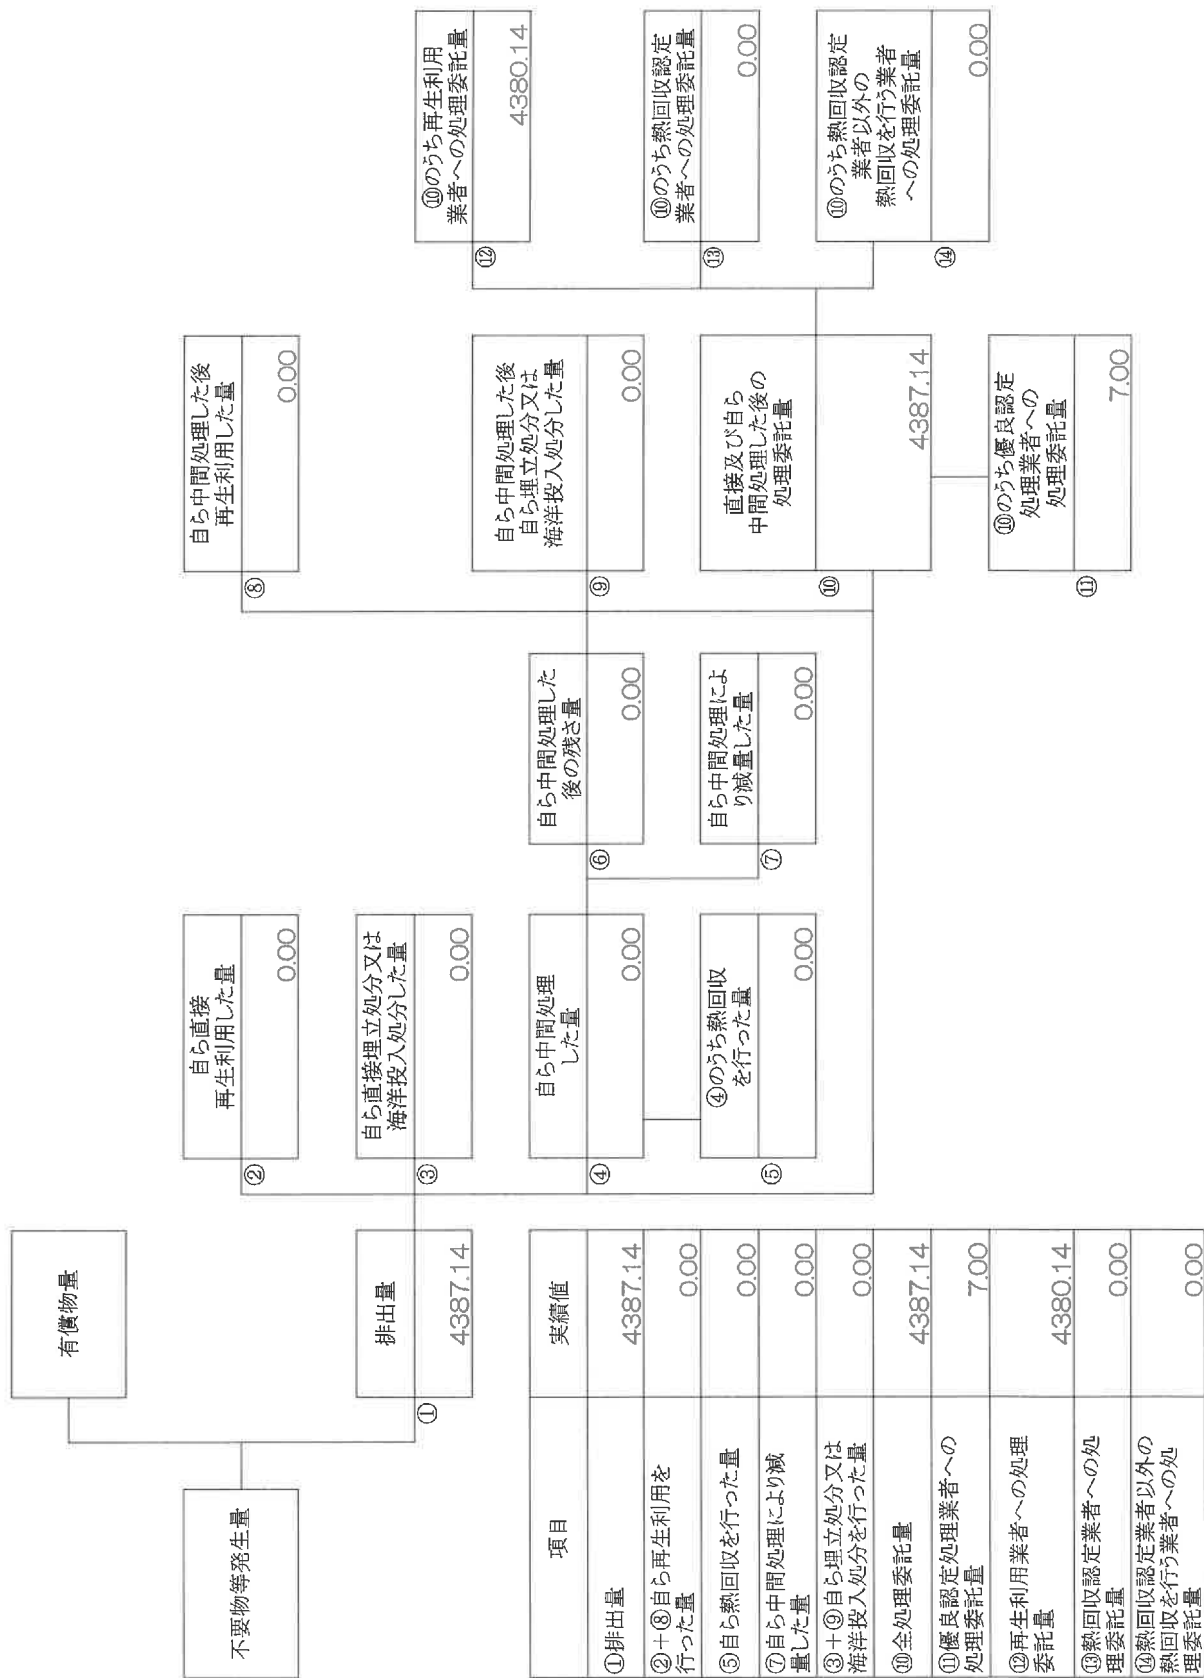 不要物等発生量
有償物量
①
排出量
4387.14
②
自ら直接
再生利用した量
0.00
③
自ら直接埋立処分又は
海洋投入処分した量
0.00
④
自ら中間処理
した量
0.00
⑤
④のうち熱回収
を行った量
0.00
⑥
自ら中間処理した
後の残さ量
0.00
⑦
自ら中間処理によ
り減量した量
0.00
⑧
自ら中間処理した後
再生利用した量
0.00
⑨
自ら中間処理した後
自ら埋立処分又は
海洋投入処分した量
0.00
⑩
直接及び自ら
中間処理した後の
処理委託量
4387.14
⑪
⑩のうち優良認定
処理業者への
処理委託量
7.00
⑫
⑩のうち再生利用
業者への処理委託量
4380.14
⑬
⑩のうち熱回収認定
業者への処理委託量
0.00
⑭
⑩のうち熱回収認定
業者以外の
熱回収を行う業者
への処理委託量
0.00
項目 実績値
①排出量 4387.14
②+⑧自ら再生利用を
行った量 0.00
⑤自ら熱回収を行った量 0.00
⑦自ら中間処理により減
量した量 0.00
③+⑨自ら埋立処分又は
海洋投入処分を行った量 0.00
⑩全処理委託量 4387.14
⑪優良認定処理業者への
処理委託量 7.00
⑫再生利用業者への処理
委託量 4380.14
⑬熱回収認定業者への処
理委託量 0.00
⑭熱回収認定業者以外の
熱回収を行う業者への処
理委託量 0.00